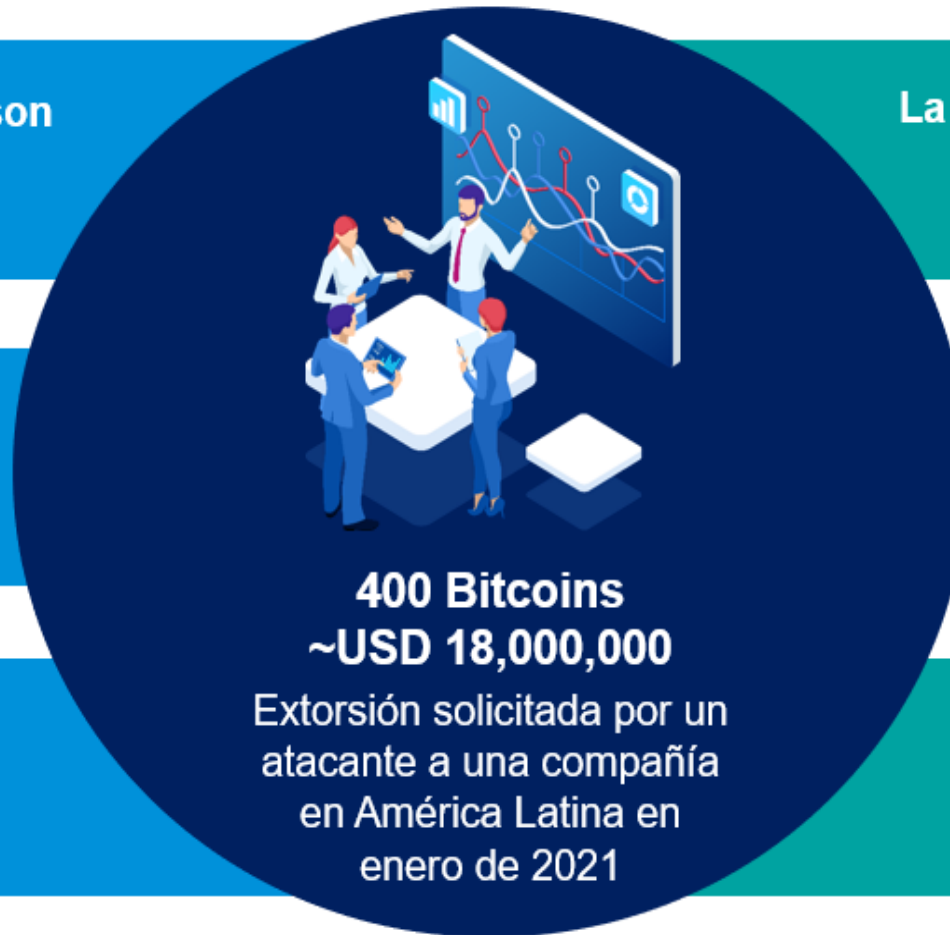 son
La
400 Bitcoins
~USD 18,000,000
Extorsión solicitada por un
atacante a una compañía
en América Latina en
enero de 2021